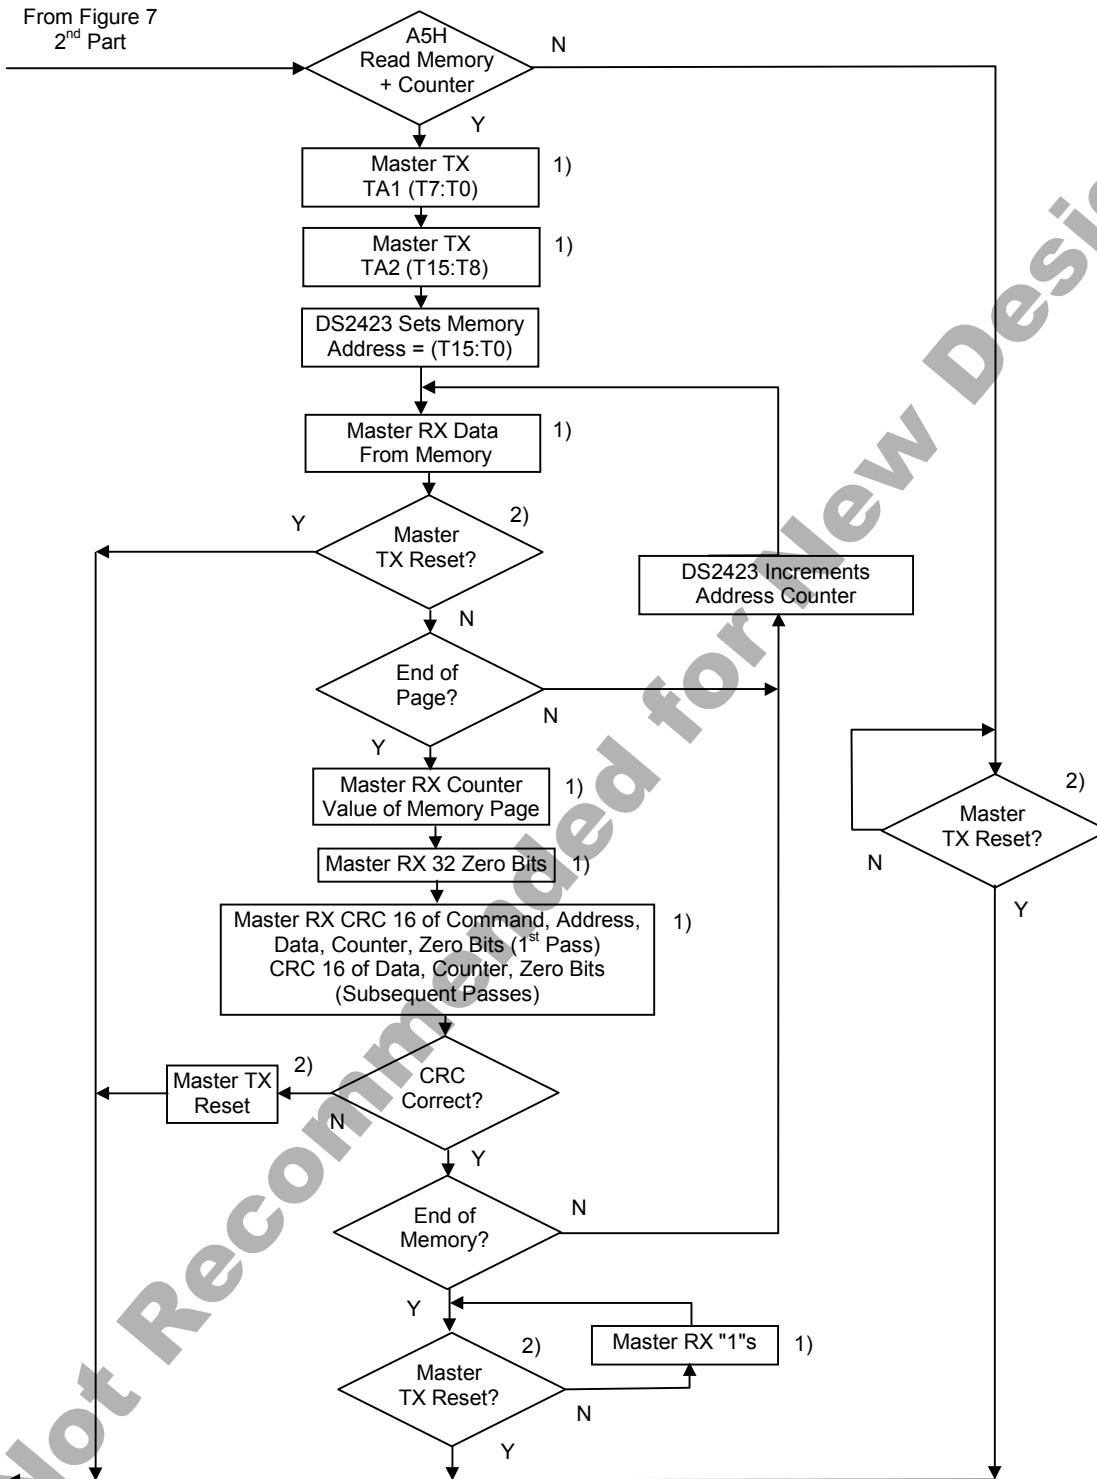 From Figure 7
2nd Part
A5H
Read Memory
+ Counter
N
Y
Master TX
TA1 (T7:T0)
1)
Master TX
TA2 (T15:T8)
1)
DS2423 Sets Memory
Address = (T15:T0)
Master RX Data
From Memory
1)
Y
Master
TX Reset?
2)
N
DS2423 Increments
Address Counter
End of
Page?
N
Y
Master RX Counter
Value of Memory Page
1)
Master RX 32 Zero Bits
1)
Master
TX Reset?
2)
N
Y
Master RX CRC 16 of Command, Address,
Data, Counter, Zero Bits (1st Pass)
CRC 16 of Data, Counter, Zero Bits
(Subsequent Passes)
1)
CRC
Correct?
N
Master TX
Reset
2)
Y
End of
Memory?
N
Y
Master
TX Reset?
2)
Master RX "1"s
1)
N
Y
Not Recommended for New Desig